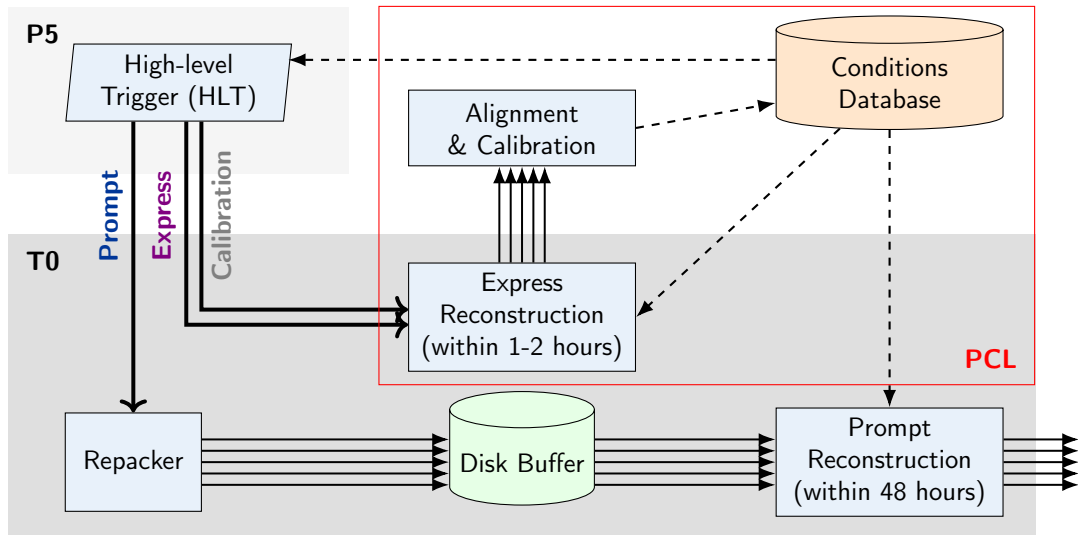 P5
High-level
Trigger (HLT)
Conditions
Database
Alignment
& Calibration
Prompt
Express
Calibration
T0
Express
Reconstruction
(within 1-2 hours)
PCL
Repacker
Disk Buffer
Prompt
Reconstruction
(within 48 hours)